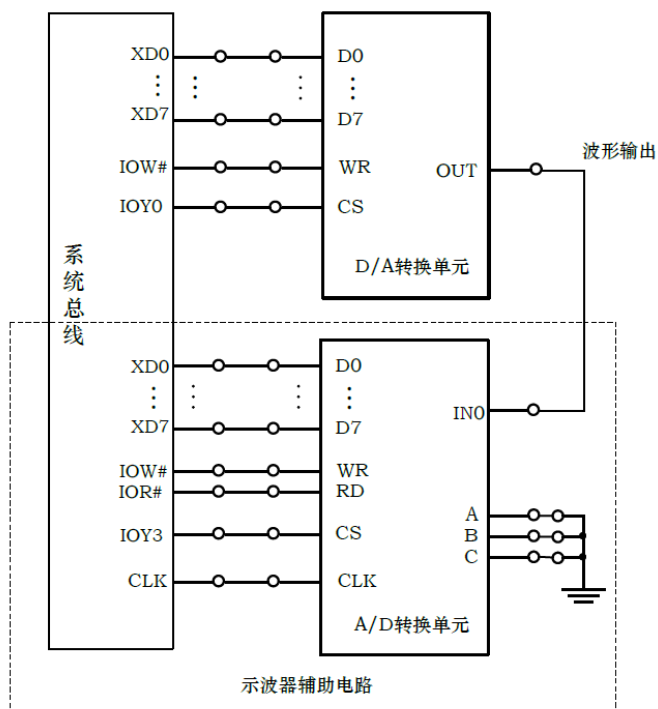 XD0
D0
XD7
D7
IOW#
WR
OUT
波形输出
IOY0
CS
D/A转换单元
系统总线
XD0
D0
IN0
XD7
D7
IOW#
WR
IOR#
RD
A
IOY3
CS
B
C
CLK
CLK
A/D转换单元
示波器辅助电路